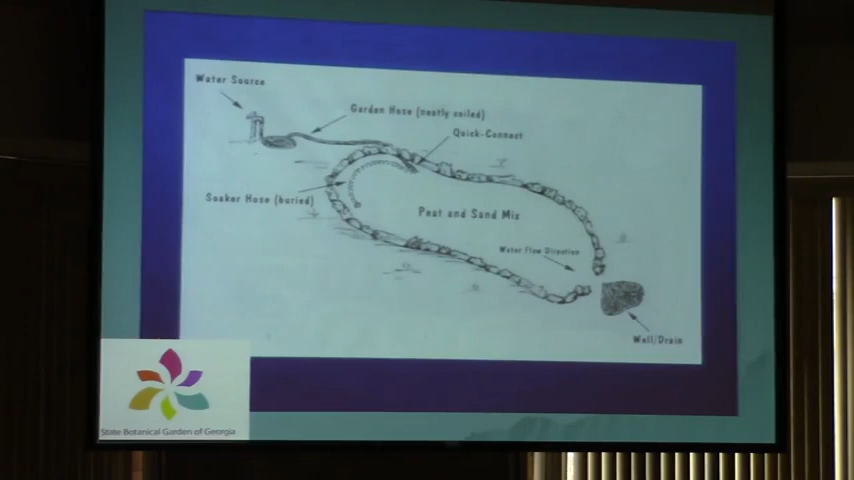 Water Source
Garden Hose (neatly coiled)
Quick-Connect
Soaker Hose (buried)
Peat and Sand Mix
Water Flow Direction
Well/Drain
State Botanical Garden of Georgia